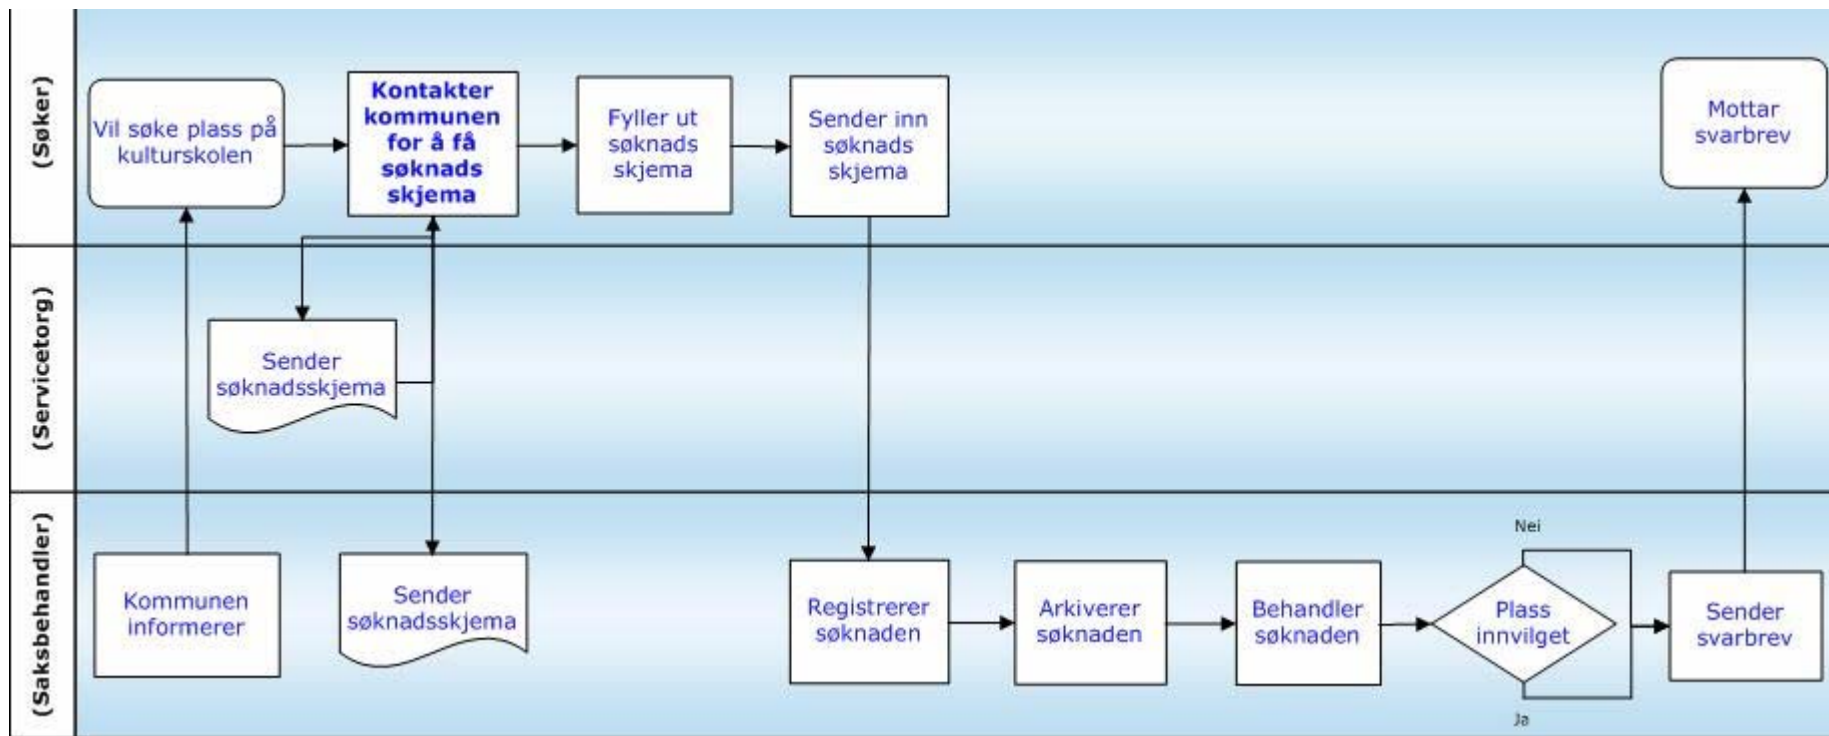 (Søker)
Vil søke plass på
kulturskolen
Kontakter
kommunen
for å få
søknads
skjema
Fyller ut
søknads
skjema
Sender inn
søknads
skjema
Mottar
svarbrev
(Servicetorg)
Sender
søknadsskjema
(Saksbehandler)
Kommunen
informerer
Sender
søknadsskjema
Registrerer
søknaden
Arkiverer
søknaden
Behandler
søknaden
Nei
Plass
innvilget
Ja
Sender
svarbrev